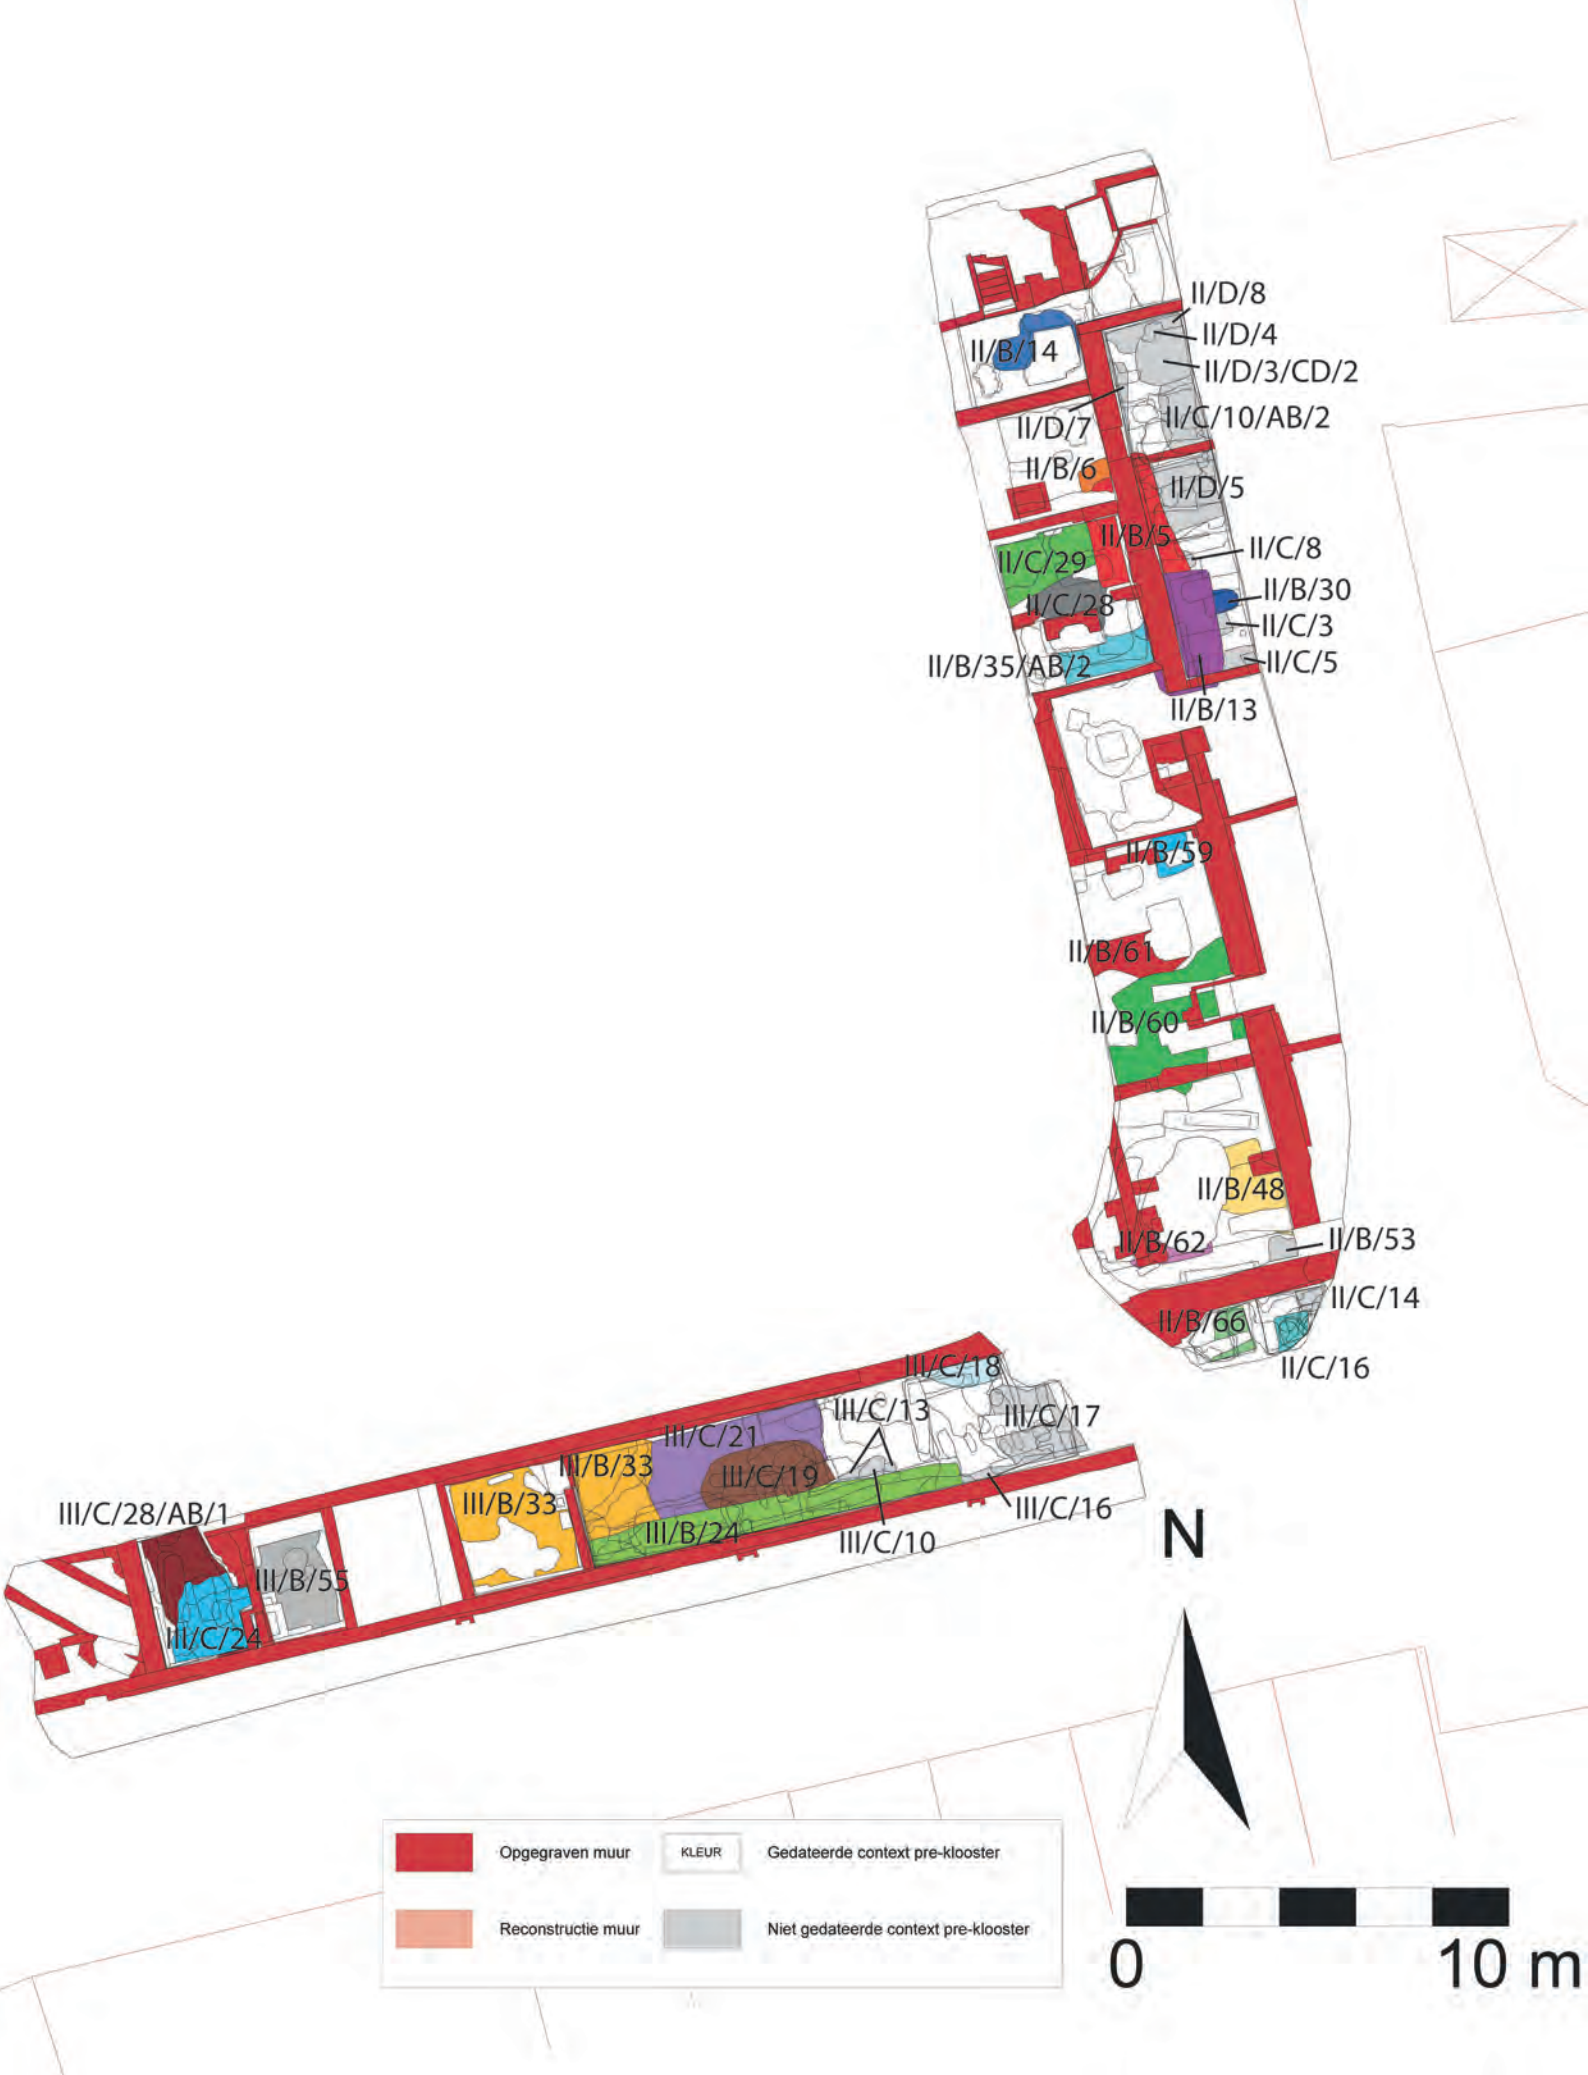 II/D/8
II/D/4
II/B/14
II/D/3/CD/2
II/C/10/AB/2
II/D/7
II/B/6
II/D/5
II/B/5
II/C/8
II/C/29
II/B/30
II/C/28
II/C/3
II/B/35/AB/2
II/C/5
II/B/13
II/B/59
II/B/61
II/B/60
II/B/48
II/B/62
II/B/53
II/C/14
II/B/66
II/C/16
III/C/18
III/C/13
III/C/17
III/C/21
III/B/33
III/C/19
III/B/33
III/C/16
III/C/28/AB/1
III/B/24
III/C/10
III/B/55
III/C/24
N
Opgegraven muur
KLEUR
Gedateerde context pre-klooster
Reconstructie muur
Niet gedateerde context pre-klooster
0
10 m